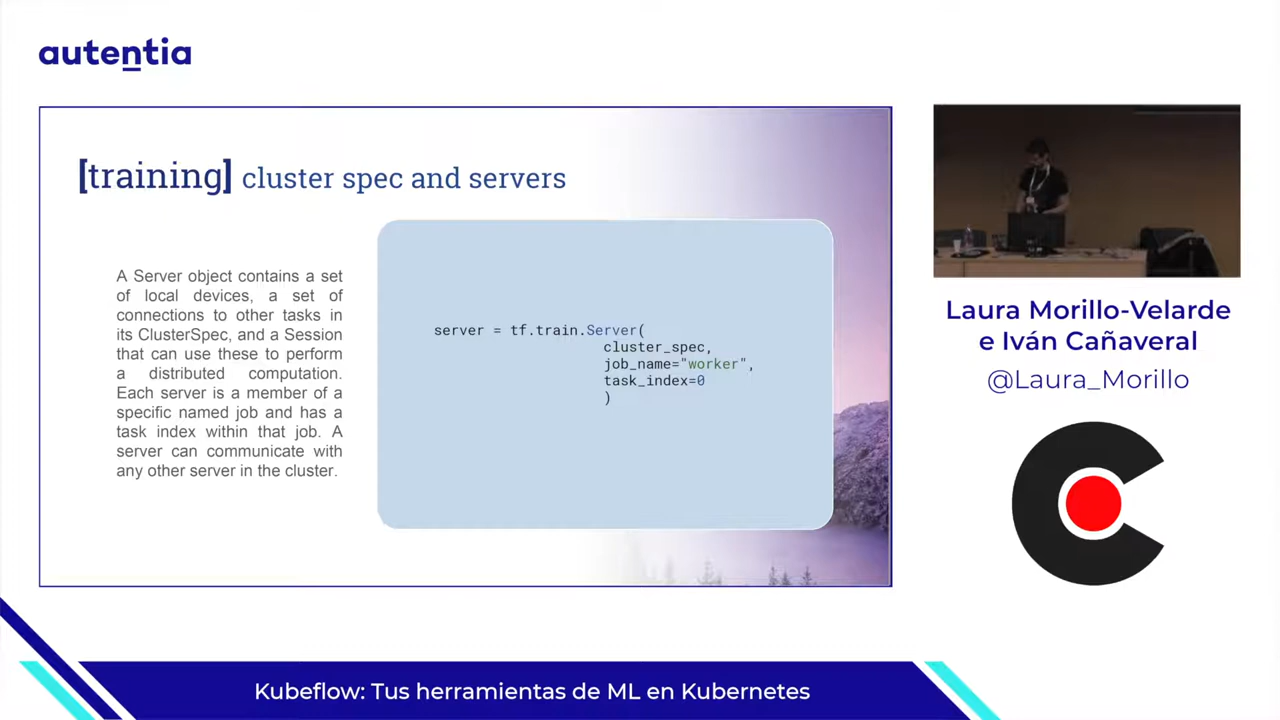 autentia
[training] cluster spec and servers
A Server object contains a set
of local devices, a set of
connections to other tasks in
its ClusterSpec, and a Session
that can use these to perform
a distributed computation.
Each server is a member of a
specific named job and has a
task index within that job. A
server can communicate with
any other server in the cluster.
server = tf.train.Server(
cluster_spec,
job_name="worker",
task_index=0
)
Laura Morillo-Velarde
e Iván Cañaveral
@Laura_Morillo
Kubeflow: Tus herramientas de ML en Kubernetes